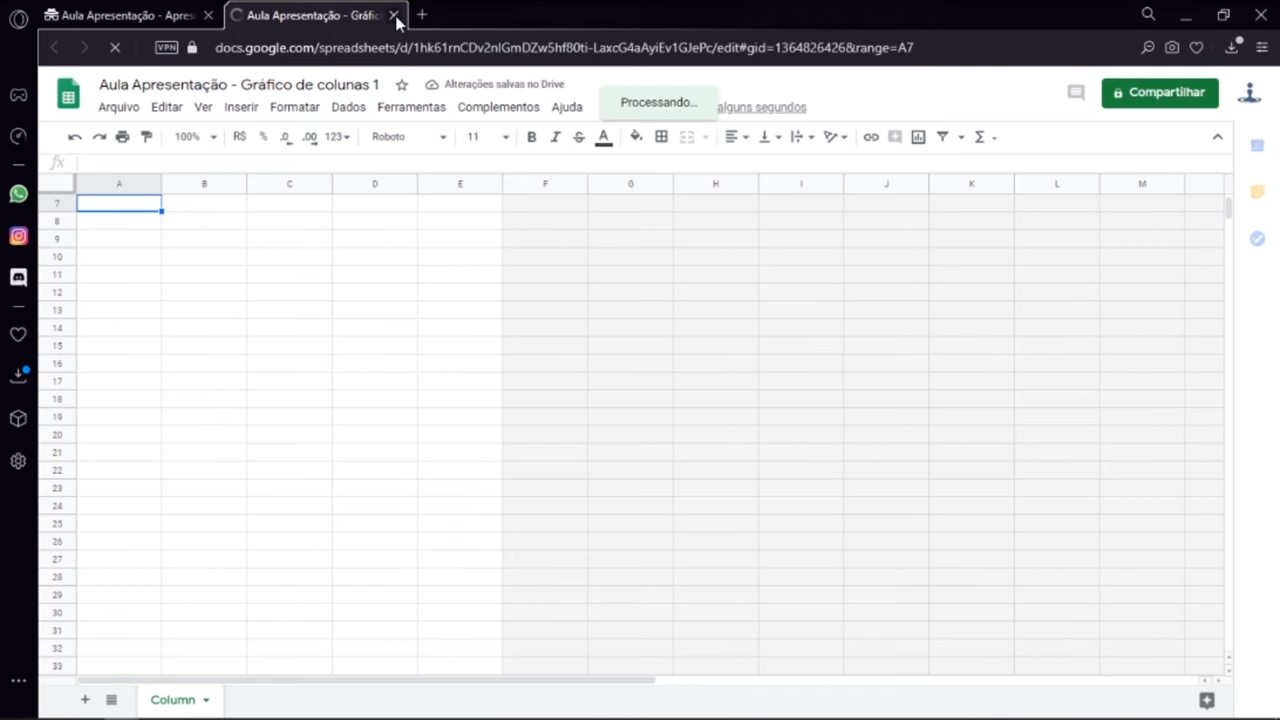 Aula Apresentação - Apres
Aula Apresentação - Gráfic
VPN
docs.google.com/spreadsheets/d/1hk61rnCDv2nlGmDZw5hf80ti-LaxcG4aAyiEv1GJePc/edit#gid=1364826426&range=A7
Aula Apresentação - Gráfico de colunas 1
Alterações salvas no Drive
Compartilhar
Arquivo Editar Ver Inserir Formatar Dados Ferramentas Complementos Ajuda
Processando...
alguns segundos
100% R$ % .0 .00 123 Roboto 11 B I S A Σ
fx
A B C D E F G H I J K L M
7
8
9
10
11
12
13
14
15
16
17
18
19
20
21
22
23
24
25
26
27
28
29
30
31
32
33
Column